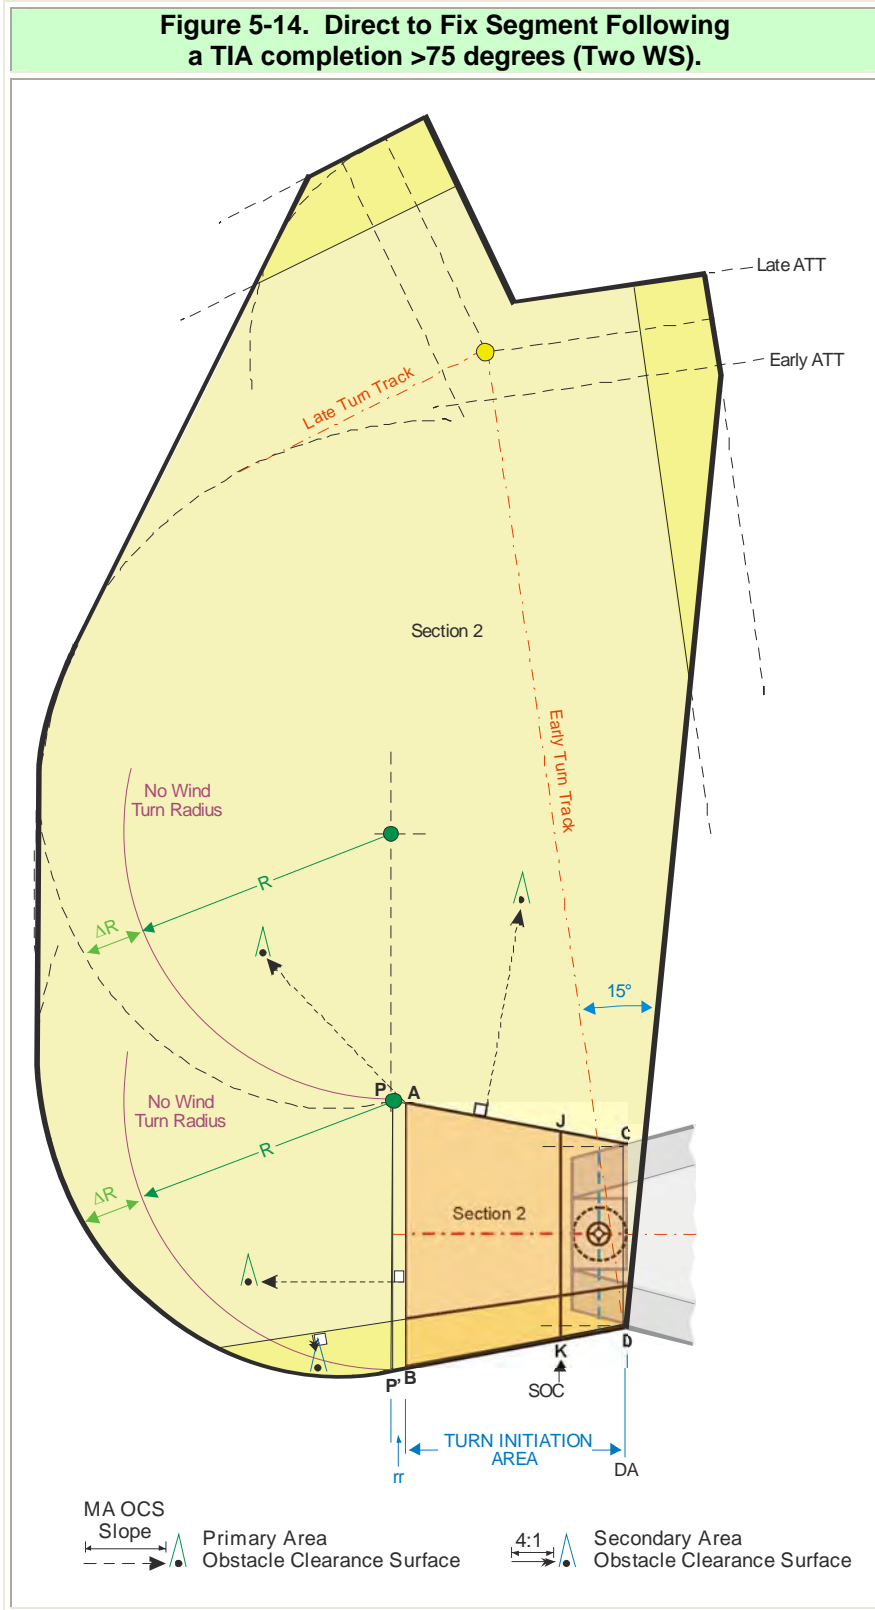 Figure 5-14. Direct to Fix Segment Following
a TIA completion >75 degrees (Two WS).
Late ATT
Early ATT
Late Turn Track
Section 2
Early Turn Track
No Wind
Turn Radius
R
ΔR
15°
P
A
No Wind
Turn Radius
J
C
R
ΔR
Section 2
K
D
P'
B
SOC
TURN INITIATION
AREA
rr
DA
MA OCS
Slope
Primary Area
Obstacle Clearance Surface
4:1
Secondary Area
Obstacle Clearance Surface